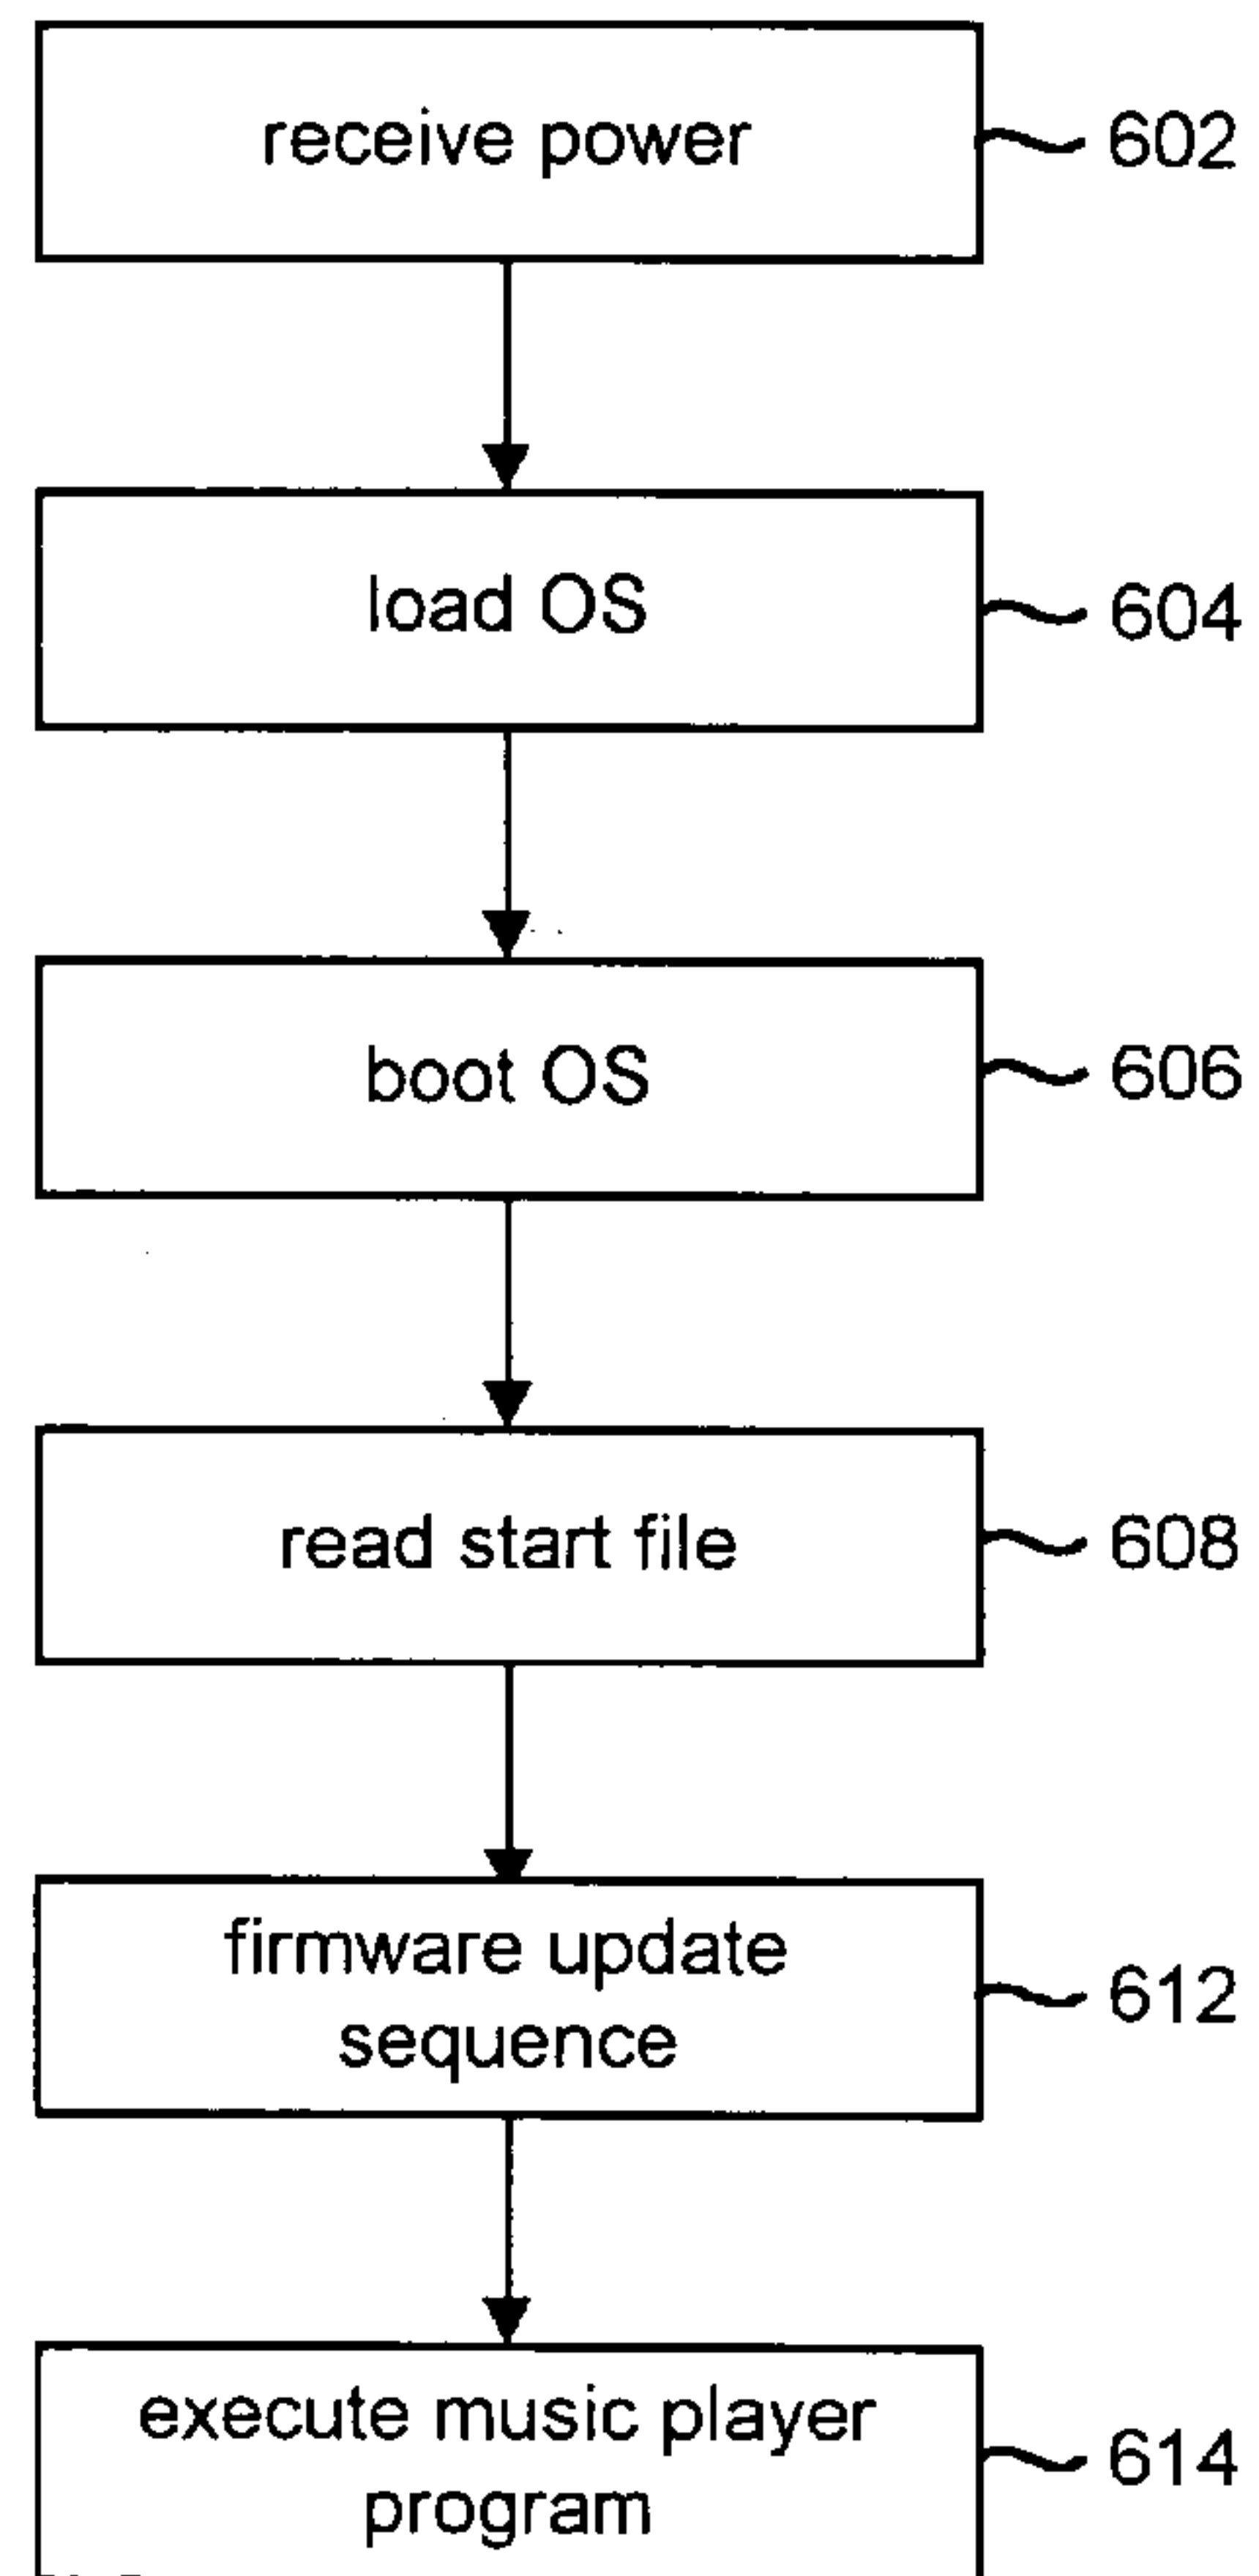 receive power
602
load OS
604
boot OS
606
read start file
608
firmware update
sequence
612
execute music player
program
614